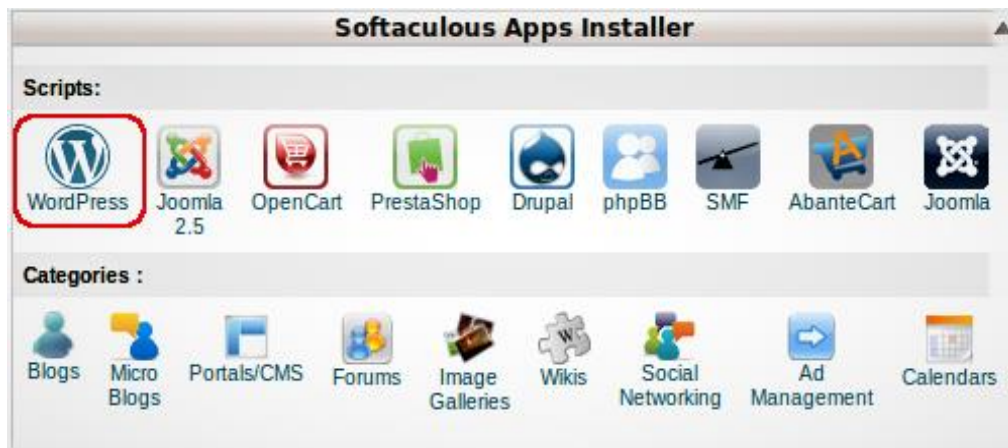 Softaculous Apps Installer
Scripts:
WordPress
Joomla
2.5
OpenCart
PrestaShop
Drupal
phpBB
SMF
AbanteCart
Joomla
Categories :
Blogs
Micro
Blogs
Portals/CMS
Forums
Image
Galleries
Wikis
Social
Networking
Ad
Management
Calendars